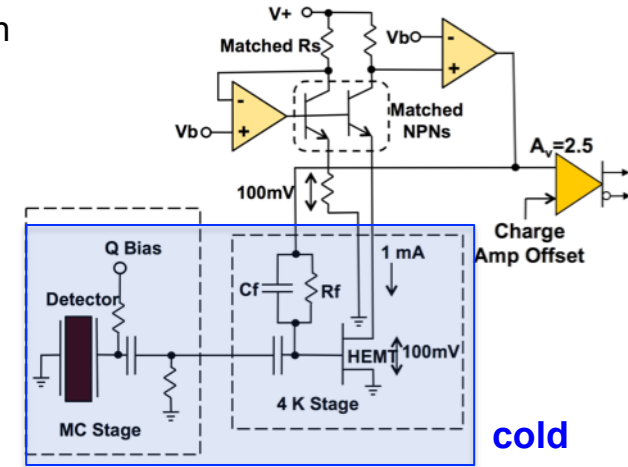 n
V+
Matched Rs
Vb
-
+
-
+
Vb
Matched
NPNs
Av=2.5
100mV
Charge
Amp Offset
Q Bias
1 mA
Cf
Rf
Detector
HEMT
100mV
4 K Stage
MC Stage
cold